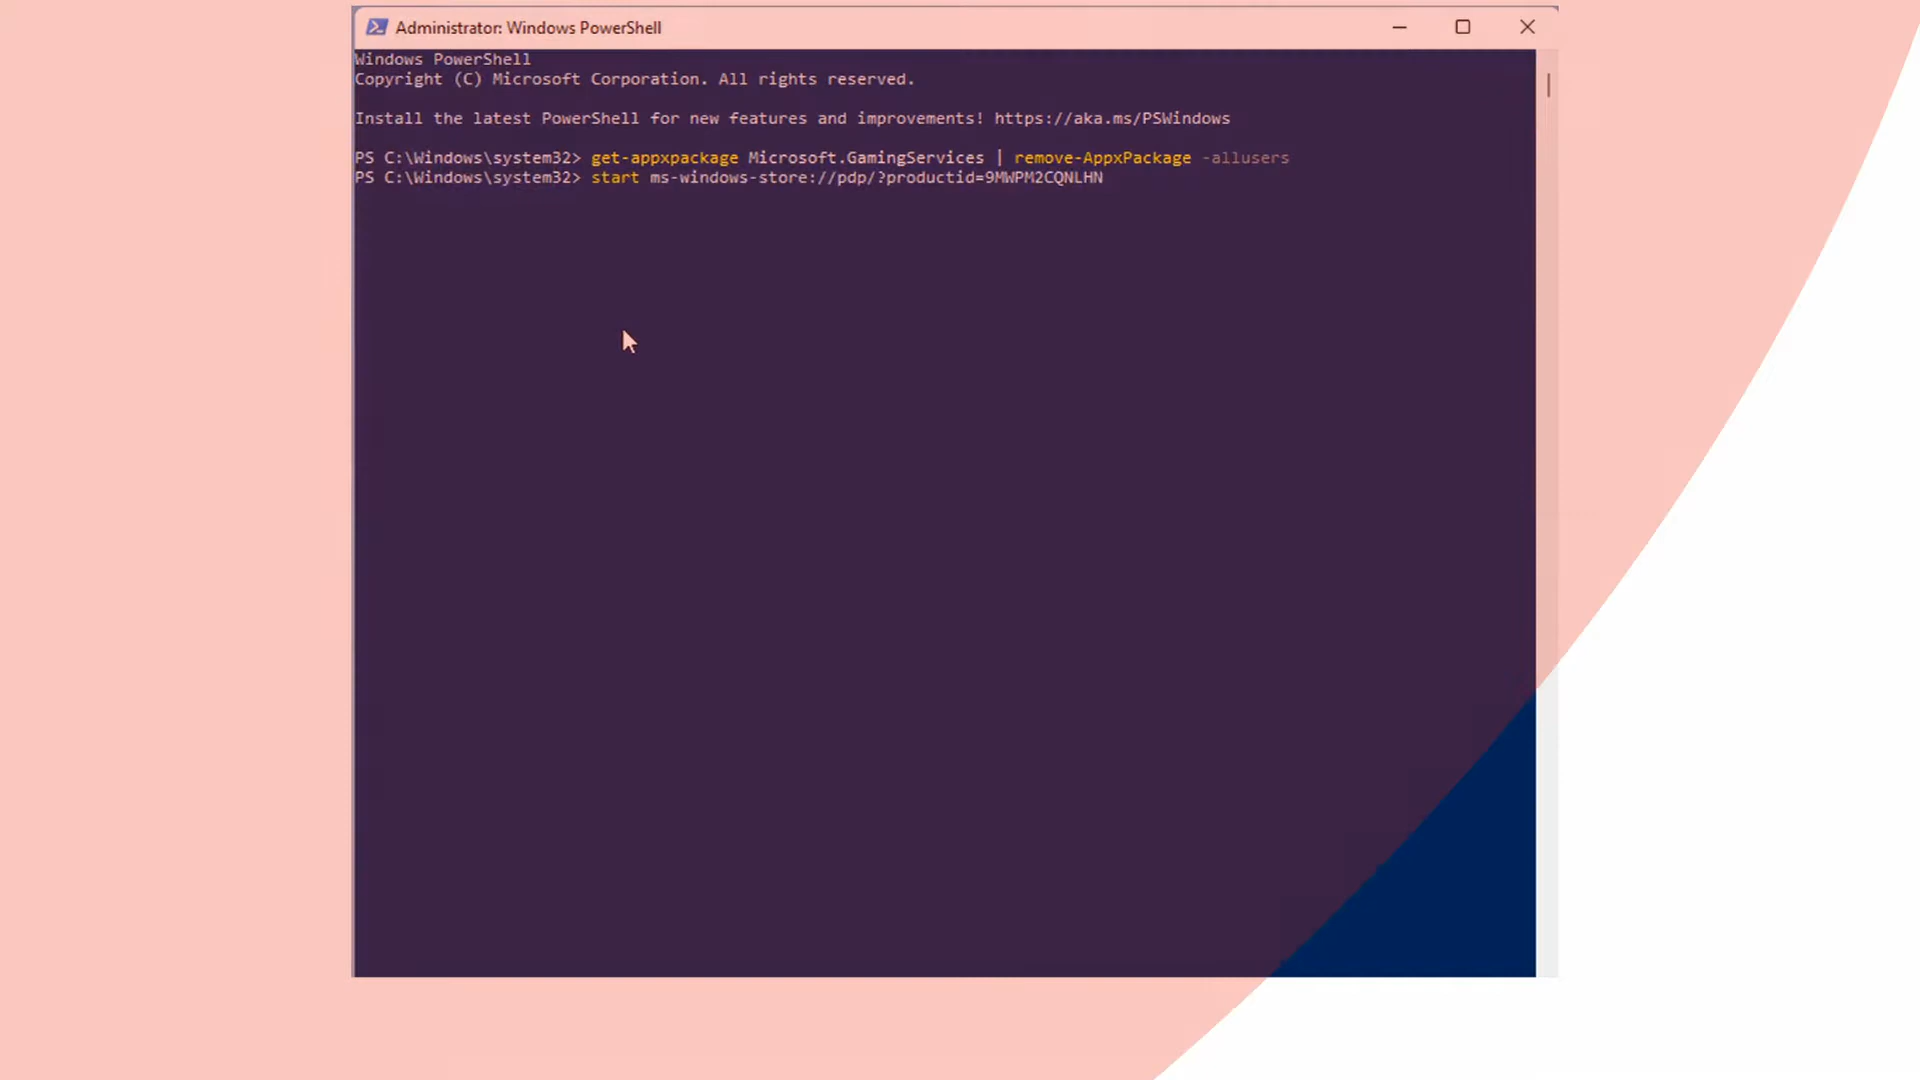 Administrator: Windows PowerShell
Windows PowerShell
Copyright (C) Microsoft Corporation. All rights reserved.
Install the latest PowerShell for new features and improvements! https://aka.ms/PSWindows
PS C:\Windows\system32> get-appxpackage Microsoft.GamingServices | remove-AppxPackage -allusers
PS C:\Windows\system32> start ms-windows-store://pdp/?productid=9MWPM2CQNLHN